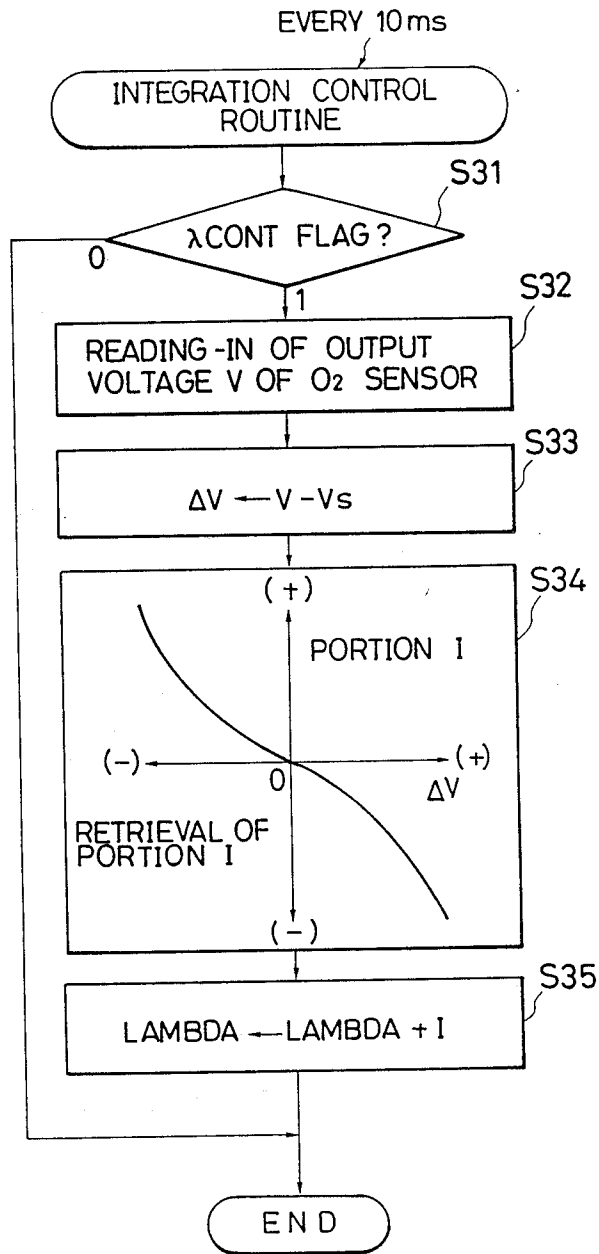 EVERY 10ms
INTEGRATION CONTROL
ROUTINE
S31
λCONT FLAG?
0
1
S32
READING-IN OF OUTPUT
VOLTAGE V OF O₂ SENSOR
S33
ΔV ← V - Vs
S34
(+)
PORTION I
(-)
(+)
0
ΔV
RETRIEVAL OF
PORTION I
(-)
S35
LAMBDA ← LAMBDA + I
END